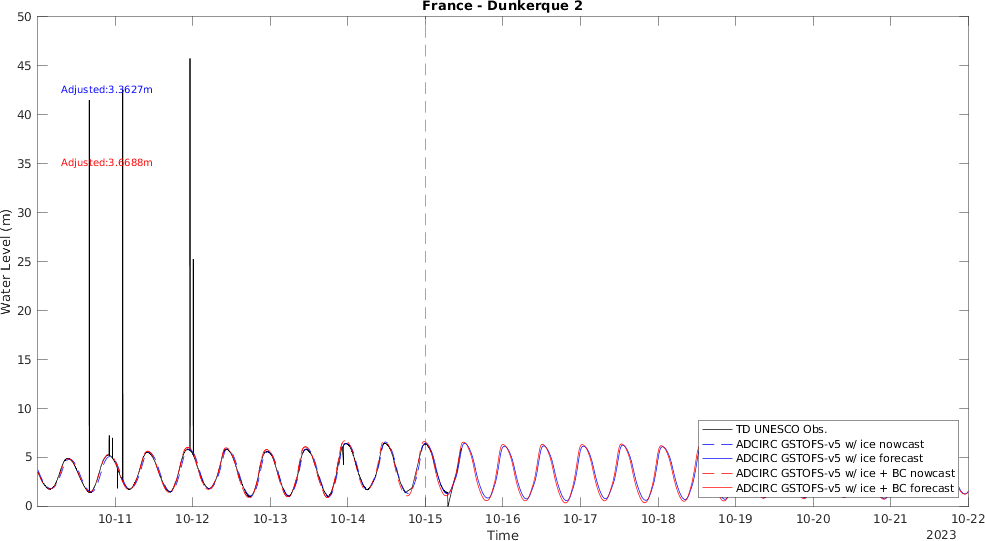 France - Dunkerque 2
50
45
40
35
30
25
20
15
10
5
0
Water Level (m)
Adjusted:3.3627m
Adjusted:3.6688m
TD UNESCO Obs.
ADCIRC GSTOFS-v5 w/ ice nowcast
ADCIRC GSTOFS-v5 w/ ice forecast
ADCIRC GSTOFS-v5 w/ ice + BC nowcast
ADCIRC GSTOFS-v5 w/ ice + BC forecast
10-11 10-12 10-13 10-14 10-15 10-16 10-17 10-18 10-19 10-20 10-21 10-22
Time
2023